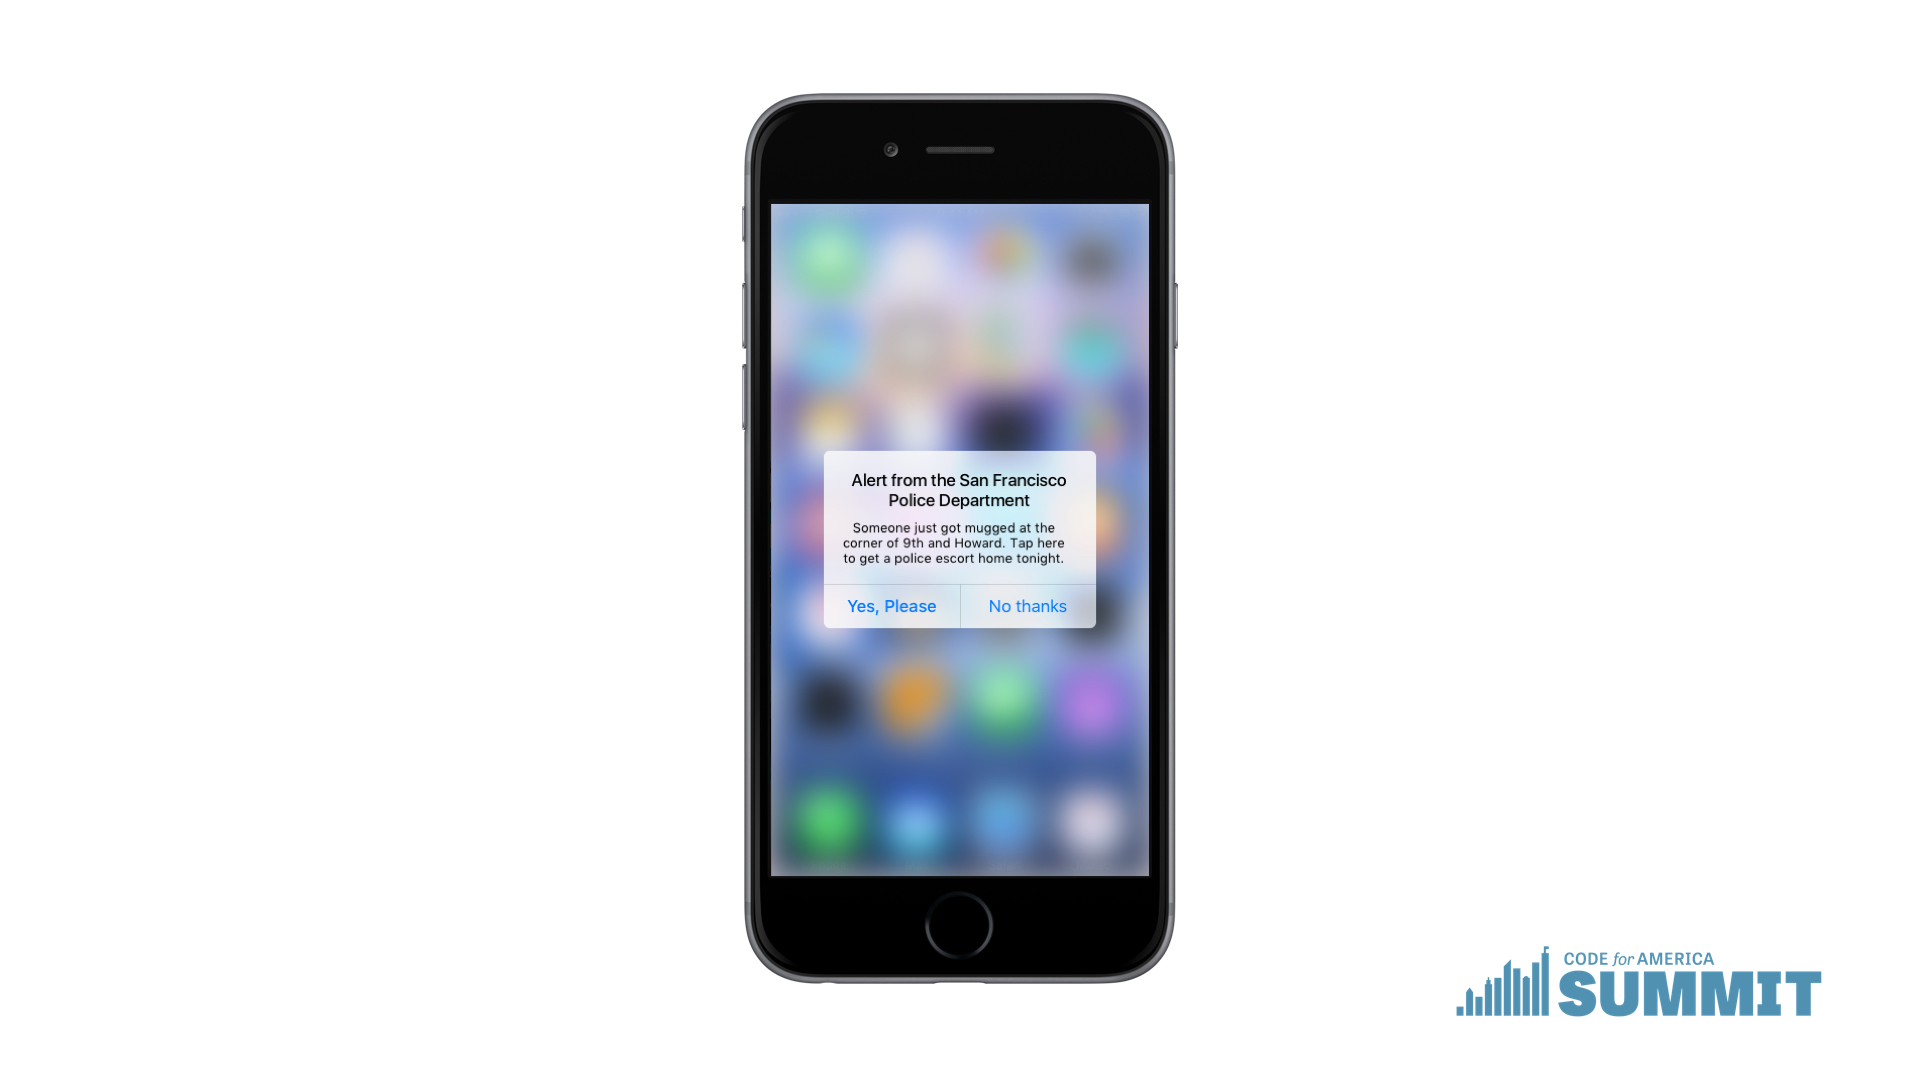 Alert from the San Francisco
Police Department
Someone just got mugged at the
corner of 9th and Howard. Tap here
to get a police escort home tonight.
Yes, Please
No thanks
CODE for AMERICA
SUMMIT